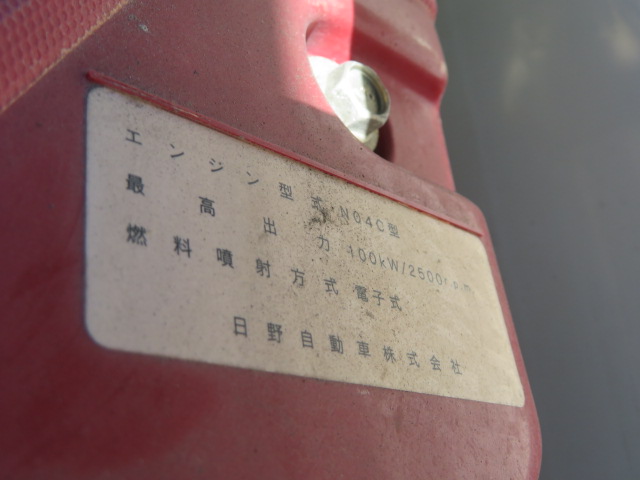 エンジン型式 N04C型
最高出力 100kW/2500r.p.m
燃料噴射方式 電子式
日野自動車株式会社